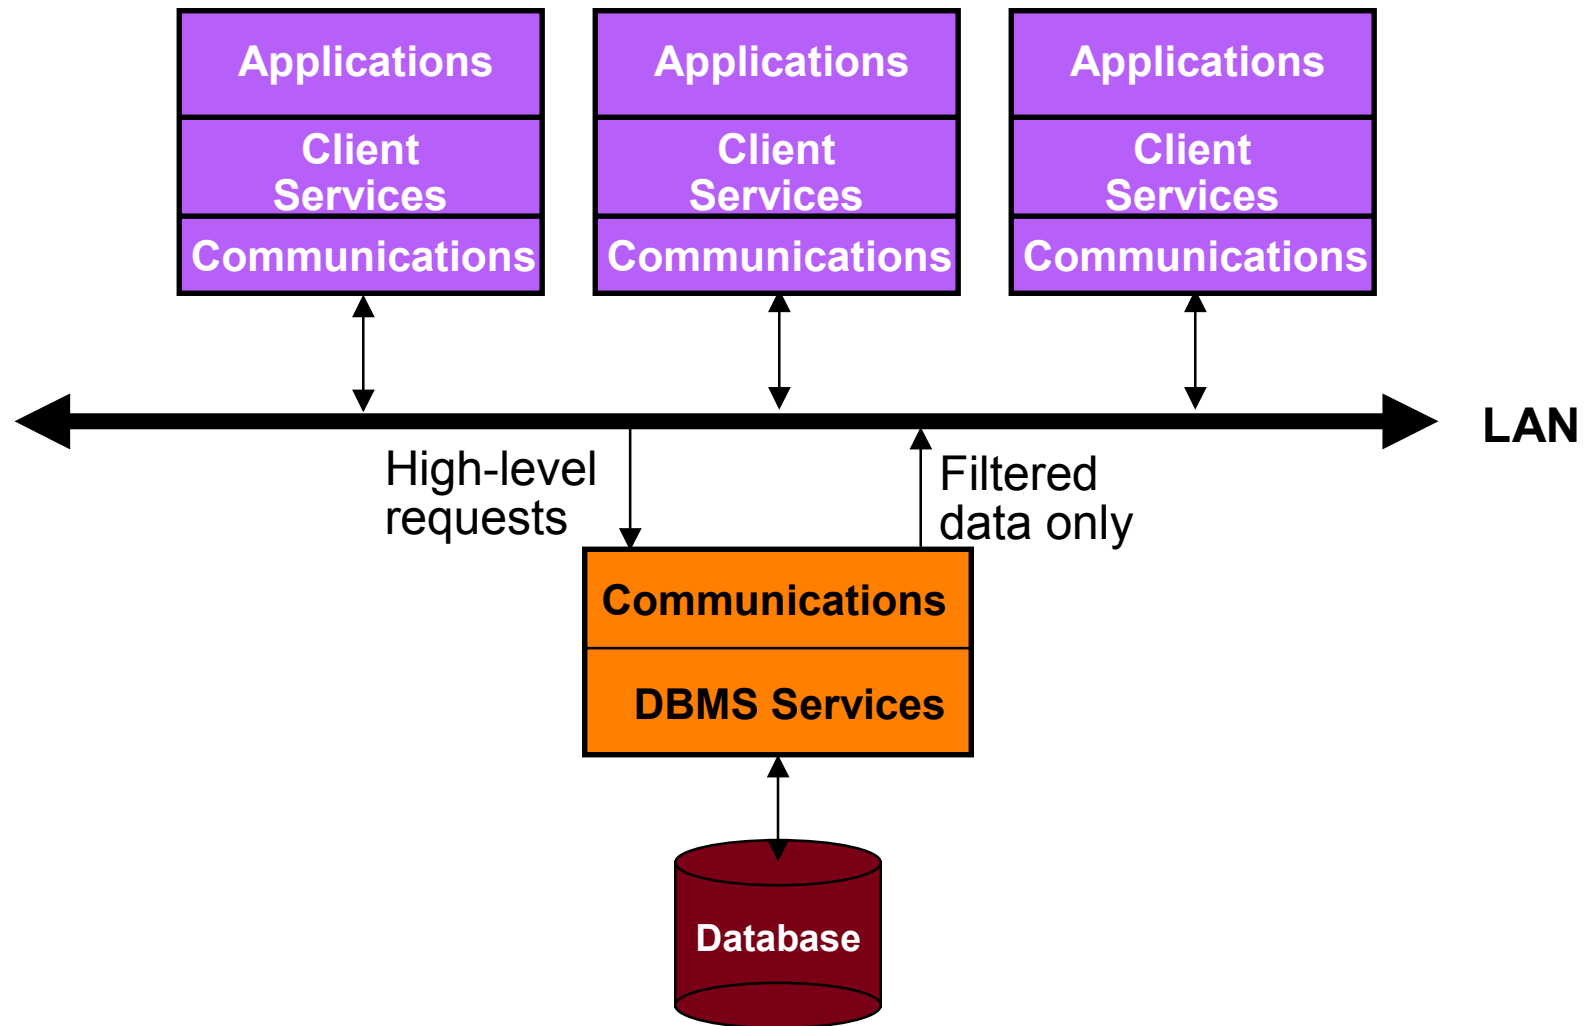 Applications
Client
Services
Communications
Applications
Client
Services
Communications
Applications
Client
Services
Communications
LAN
High-level
requests
Filtered
data only
Communications
DBMS Services
Database